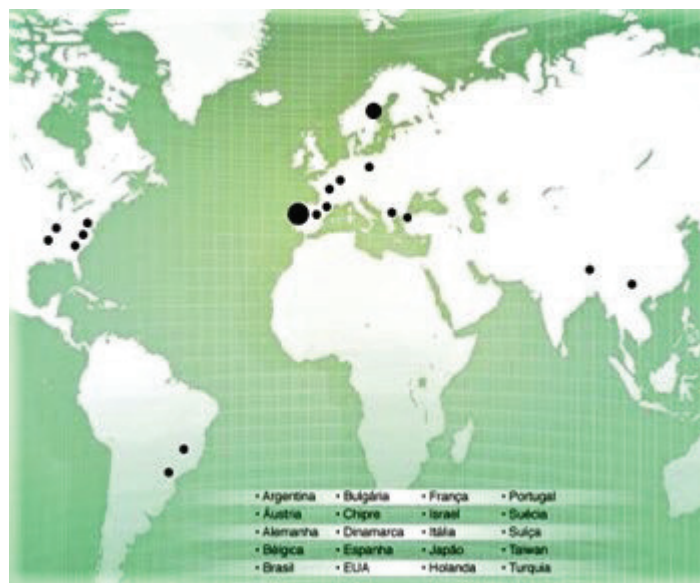 • Argentina • Bulgária • França • Portugal
• Áustria • Chipre • Israel • Suécia
• Alemanha • Dinamarca • Itália • Suíça
• Bélgica • Espanha • Japão • Taiwan
• Brasil • EUA • Holanda • Turquia